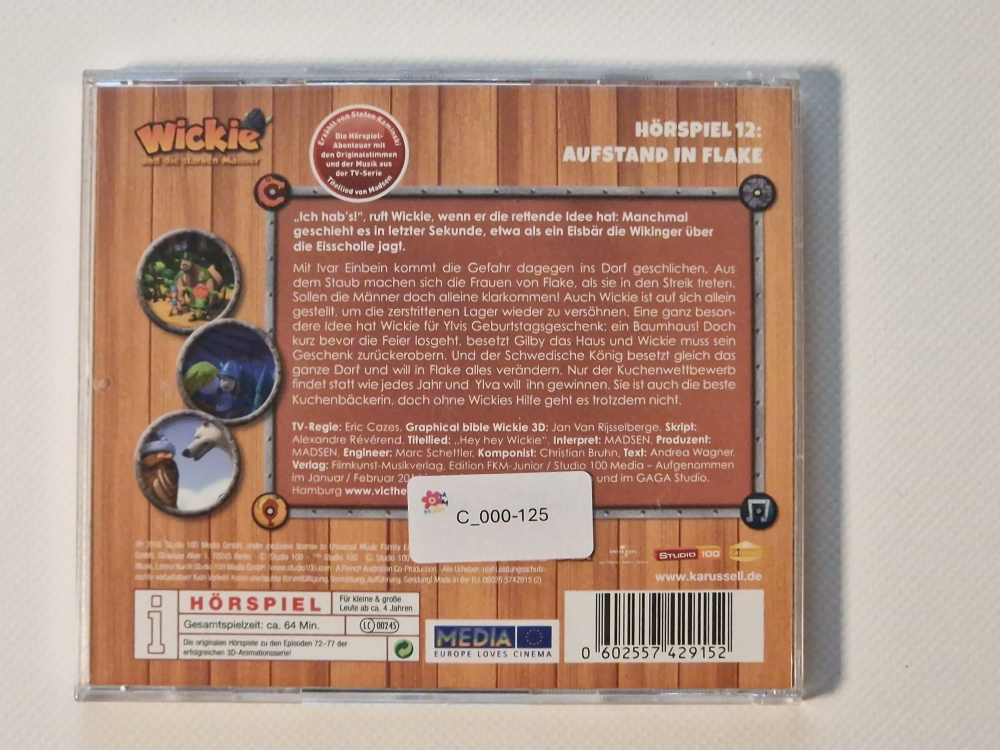 Wickie
und die starken Männer
Erzählt von Stefan Kaminski
Die Hörspiel-
Abenteuer mit
den Originalstimmen
und der Musik aus
der TV-Serie
Titellied von Madsen
HÖRSPIEL 12:
AUFSTAND IN FLAKE
„Ich hab's!", ruft Wickie, wenn er die rettende Idee hat: Manchmal
geschieht es in letzter Sekunde, etwa als ein Eisbär die Wikinger über
die Eisscholle jagt.
Mit Ivar Einbein kommt die Gefahr dagegen ins Dorf geschlichen. Aus
dem Staub machen sich die Frauen von Flake, als sie in den Streik treten.
Sollen die Männer doch alleine klarkommen! Auch Wickie ist auf sich allein
gestellt, um die zerstrittenen Lager wieder zu versöhnen. Eine ganz beson-
dere Idee hat Wickie für Ylvis Geburtstagsgeschenk: ein Baumhaus! Doch
kurz bevor die Feier losgeht, besetzt Gilby das Haus und Wickie muss sein
Geschenk zurückerobern. Und der Schwedische König besetzt gleich das
ganze Dorf und will in Flake alles verändern. Nur der Kuchenwettbewerb
findet statt wie jedes Jahr und Ylva will ihn gewinnen. Sie ist auch die beste
Kuchenbäckerin, doch ohne Wickies Hilfe geht es trotzdem nicht.
TV-Regie: Eric Cazes, Graphical bible Wickie 3D: Jan Van Rijsselberge, Skript:
Alexandre Révérend, Titellied: „Hey hey Wickie", Interpret: MADSEN, Produzent:
MADSEN, Engineer: Marc Schettler, Komponist: Christian Bruhn, Text: Andrea Wagner,
Verlag: Filmkunst-Musikverlag, Edition FKM-Junior / Studio 100 Media – Aufgenommen
im Januar / Februar und im GAGA Studio,
Hamburg www.victhe
C_000-125
STUDIO 100
www.karussell.de
i
HÖRSPIEL
Für kleine & große
Leute ab ca. 4 Jahren
Gesamtspielzeit: ca. 64 Min.
LC 00245
Die originalen Hörspiele zu den Episoden 72–77 der
erfolgreichen 3D-Animationsserie!
MEDIA
EUROPE LOVES CINEMA
0 602557 429152